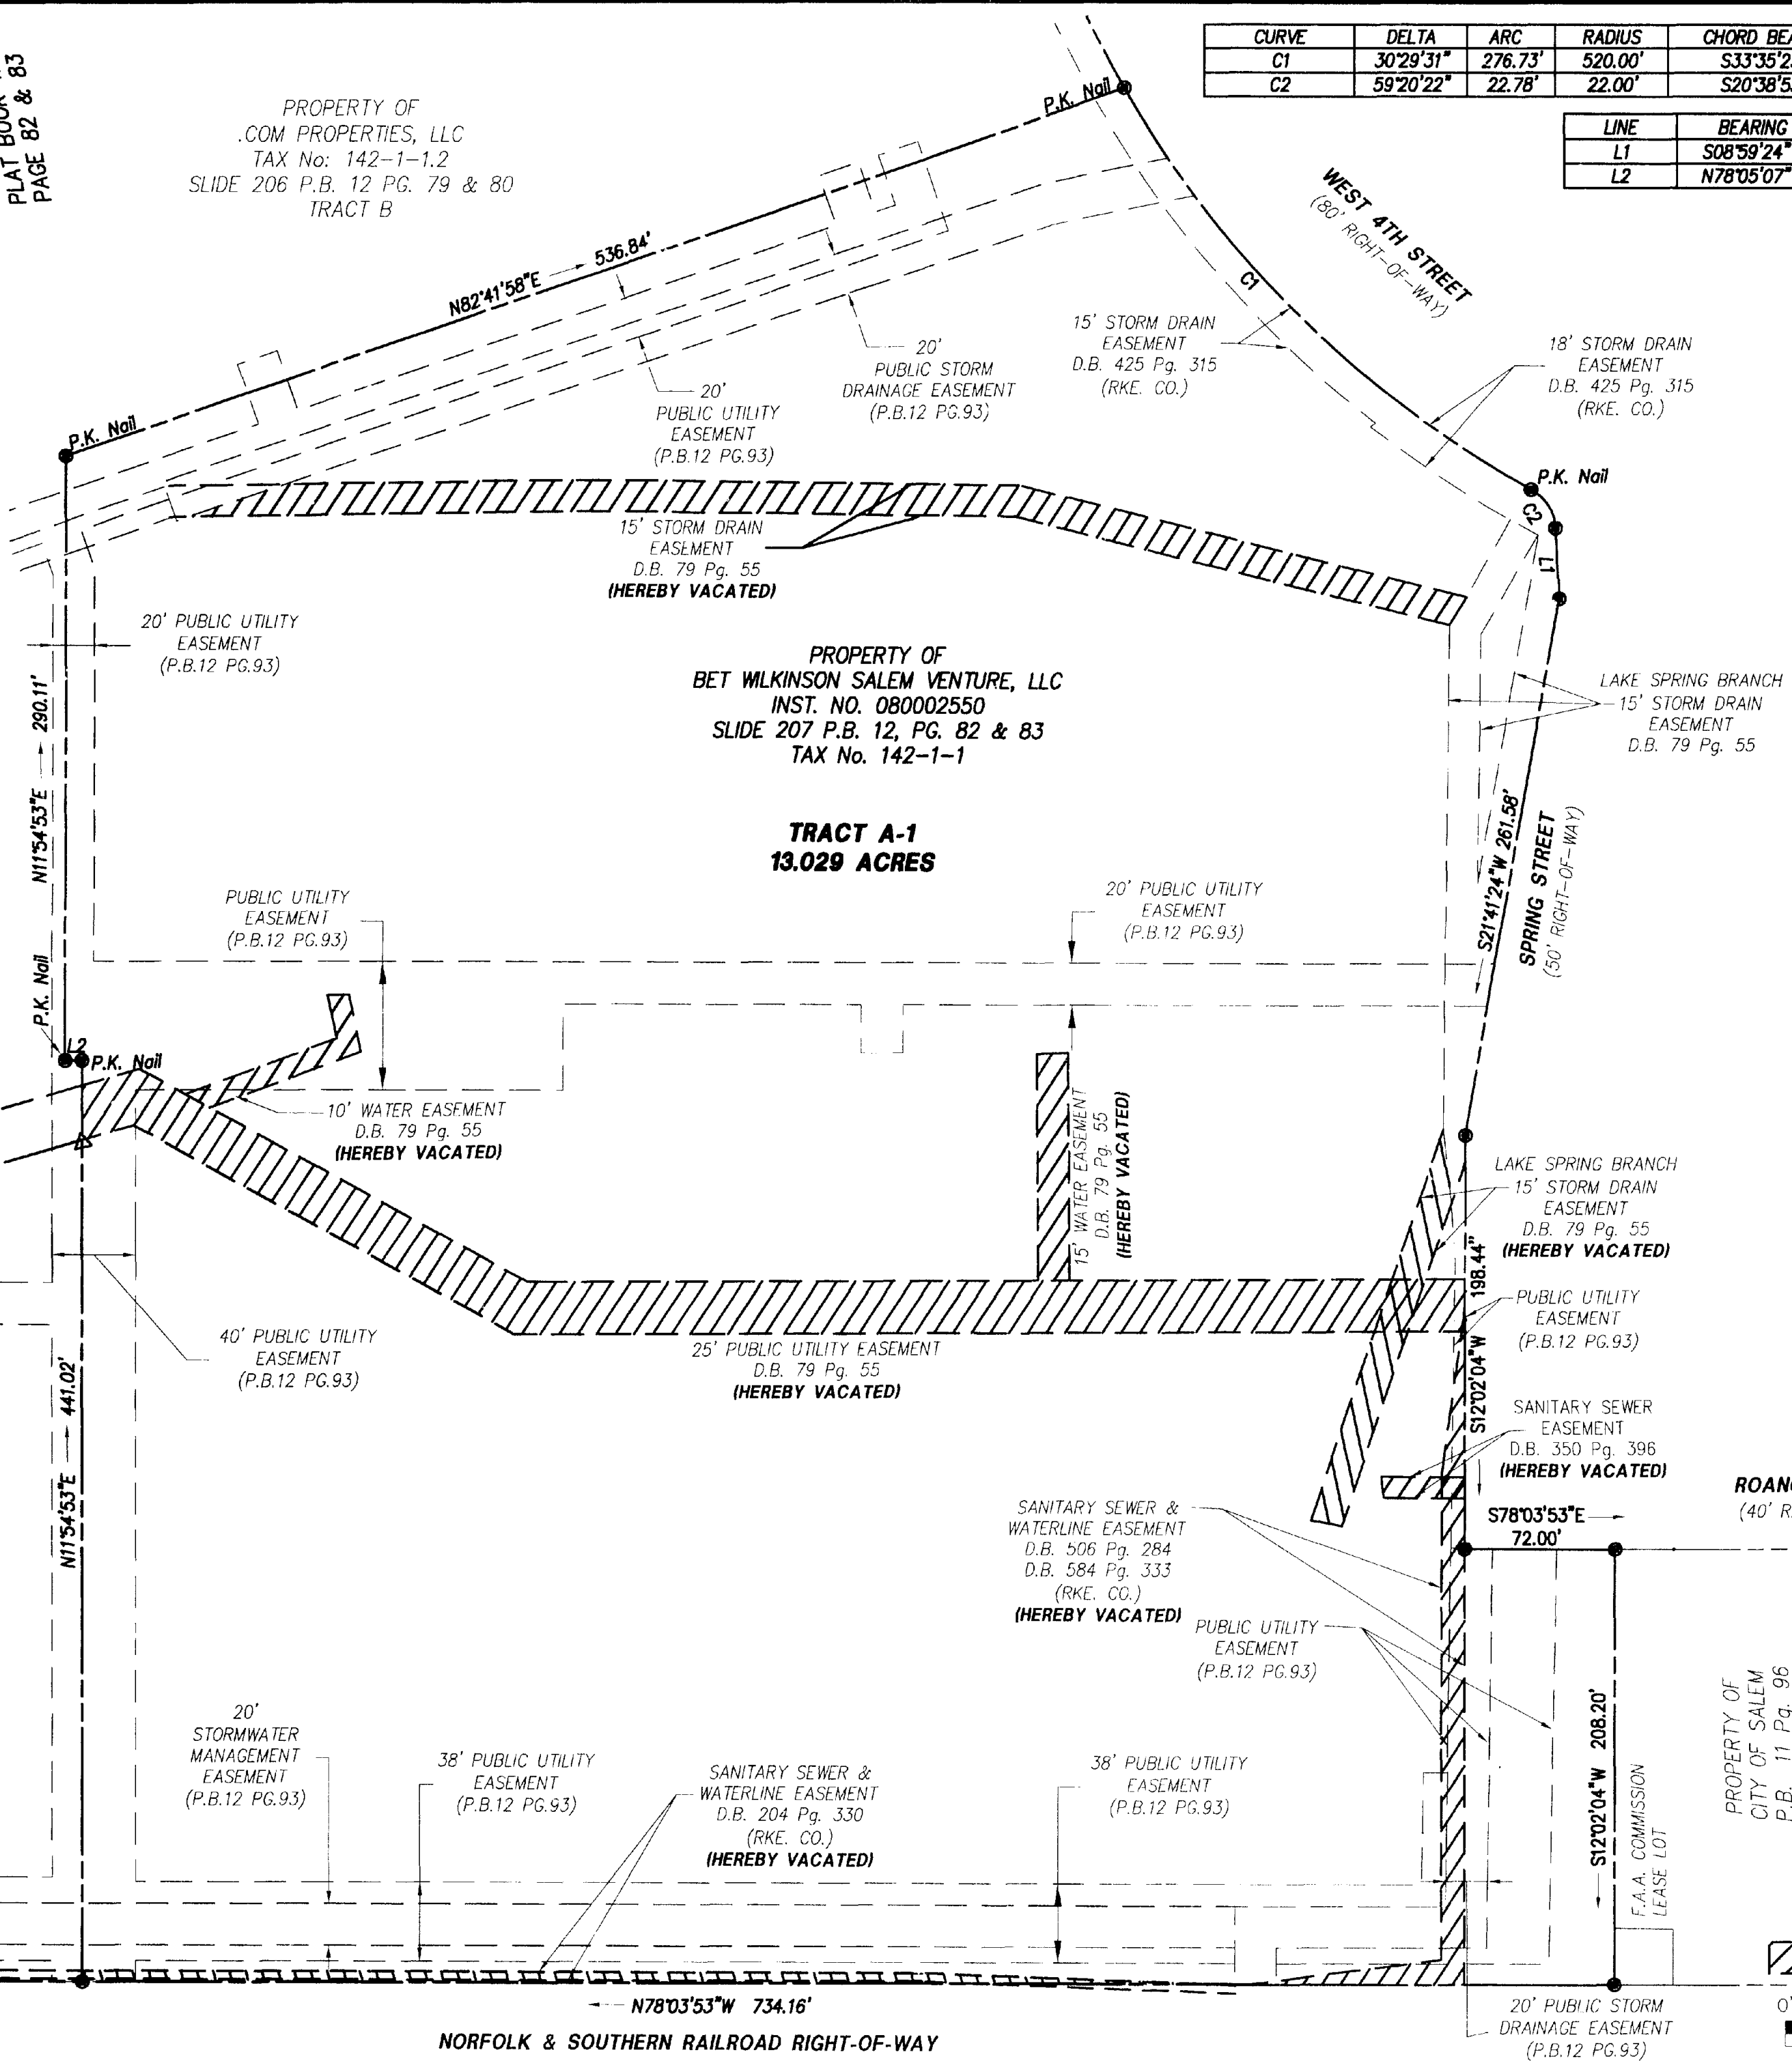 PLAT BOOK
PAGE 82 & 83
PROPERTY OF
.COM PROPERTIES, LLC
TAX No: 142-1-1.2
SLIDE 206 P.B. 12 PG. 79 & 80
TRACT B
CURVE DELTA ARC RADIUS
C1 30°29'31" 276.73' 520.00' S33°35'2
C2 59°20'22" 22.78' 22.00' S20°38'5
CHORD
LINE BEARING
L1 S08°59'24"
L2 N78°05'07"
P.K. Nail
WEST 4TH STREET
(80' RIGHT-OF-WAY)
C1
N82°41'58"E 536.84'
15' STORM DRAIN
EASEMENT
D.B. 425 Pg. 315
(RKE. CO.)
18' STORM DRAIN
EASEMENT
D.B. 425 Pg. 315
(RKE. CO.)
20'
PUBLIC STORM
DRAINAGE EASEMENT
(P.B.12 PG.93)
20'
PUBLIC UTILITY
EASEMENT
(P.B.12 PG.93)
P.K. Nail
P.K. Nail
C2
L1
15' STORM DRAIN
EASEMENT
D.B. 79 Pg. 55
(HEREBY VACATED)
20' PUBLIC UTILITY
EASEMENT
(P.B.12 PG.93)
PROPERTY OF
BET WILKINSON SALEM VENTURE, LLC
INST. NO. 080002550
SLIDE 207 P.B. 12, PG. 82 & 83
TAX No. 142-1-1
LAKE SPRING BRANCH
15' STORM DRAIN
EASEMENT
D.B. 79 Pg. 55
N11°54'53"E 290.11'
TRACT A-1
13.029 ACRES
S21°41'24"W 261.58'
SPRING STREET
(50' RIGHT-OF-WAY)
PUBLIC UTILITY
EASEMENT
(P.B.12 PG.93)
20' PUBLIC UTILITY
EASEMENT
(P.B.12 PG.93)
P.K. Nail
L2
P.K. Nail
10' WATER EASEMENT
D.B. 79 Pg. 55
(HEREBY VACATED)
15' WATER EASEMENT
D.B. 79 Pg. 55
(HEREBY VACATED)
LAKE SPRING BRANCH
15' STORM DRAIN
EASEMENT
D.B. 79 Pg. 55
(HEREBY VACATED)
S12°02'04"W 198.44"
PUBLIC UTILITY
EASEMENT
(P.B.12 PG.93)
40' PUBLIC UTILITY
EASEMENT
(P.B.12 PG.93)
25' PUBLIC UTILITY EASEMENT
D.B. 79 Pg. 55
(HEREBY VACATED)
N11°54'53"E 441.02'
SANITARY SEWER
EASEMENT
D.B. 350 Pg. 396
(HEREBY VACATED)
SANITARY SEWER &
WATERLINE EASEMENT
D.B. 506 Pg. 284
D.B. 584 Pg. 333
(RKE. CO.)
(HEREBY VACATED)
S78°03'53"E
72.00'
(40' R
PUBLIC UTILITY
EASEMENT
(P.B.12 PG.93)
S12°02'04"W 208.20'
F.A.A. COMMISSION
LEASE LOT
PROPERTY OF
CITY OF SALEM
P.B. 11 Pg. 96
20'
STORMWATER
MANAGEMENT
EASEMENT
(P.B.12 PG.93)
38' PUBLIC UTILITY
EASEMENT
(P.B.12 PG.93)
SANITARY SEWER &
WATERLINE EASEMENT
D.B. 204 Pg. 330
(RKE. CO.)
(HEREBY VACATED)
38' PUBLIC UTILITY
EASEMENT
(P.B.12 PG.93)
N78°03'53"W 734.16'
NORFOLK & SOUTHERN RAILROAD RIGHT-OF-WAY
20' PUBLIC STORM
DRAINAGE EASEMENT
(P.B.12 PG.93)
0'